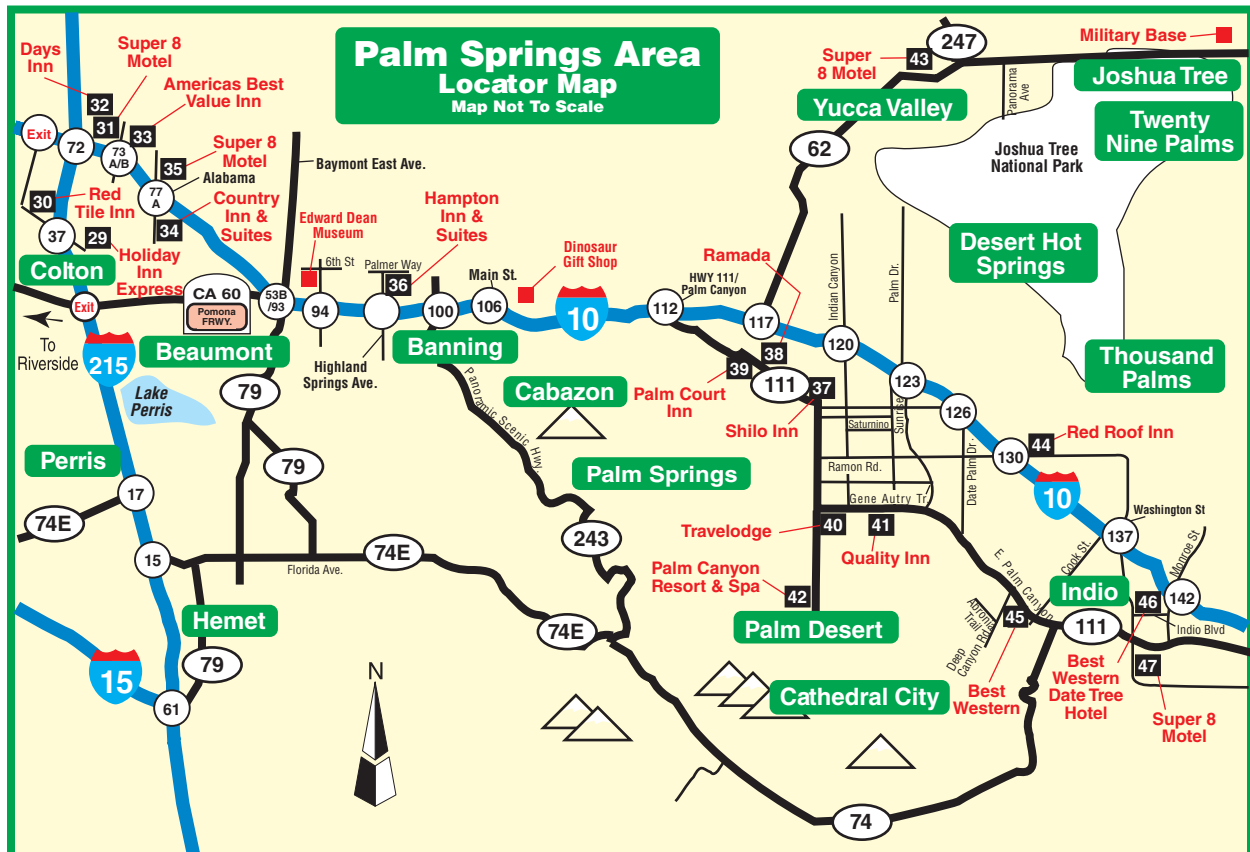 Palm Springs Area
Locator Map
Map Not To Scale
Days
Inn
Super 8
Motel
Americas Best
Value Inn
32
31
33
Exit
72
73
A/B
35
Super 8
Motel
77
A
Alabama
30
Red
Tile Inn
34
Country
Inn &
Suites
37
29
Holiday
Inn
Express
Colton
Baymont East Ave.
Edward Dean
Museum
6th St
Palmer Way
Hampton
Inn &
Suites
36
Main St.
Dinosaur
Gift Shop
CA 60
Pomona
FRWY.
Exit
53B
/93
94
100
106
10
To
Riverside
215
Beaumont
Highland
Springs Ave.
Banning
Lake
Perris
79
79
Panoramic Scenic Hwy.
Cabazon
Perris
17
74E
15
Florida Ave.
74E
243
74E
Hemet
79
15
61
N
Palm Springs
Super
8 Motel
43
247
Military Base
Yucca Valley
Panorama
Ave
Joshua Tree
Twenty
Nine Palms
62
Joshua Tree
National Park
Desert Hot
Springs
Thousand
Palms
Ramada
HWY 111/
Palm Canyon
112
117
Indian Canyon
Palm Dr.
120
38
39
Palm Court
Inn
111
37
Shilo Inn
123
Sunrise
Saturnino
126
Ramon Rd.
Date Palm Dr.
130
44
Red Roof Inn
10
Gene Autry Tr.
Travelodge
40
41
Quality Inn
Washington St
137
Palm Canyon
Resort & Spa
42
E. Palm Canyon
Cook St.
Monroe St
142
Indio
46
Indio Blvd
Palm Desert
Abronia
Trail
45
Deep
Canyon Rd.
111
47
Cathedral City
Best
Western
Best
Western
Date Tree
Hotel
Super 8
Motel
74